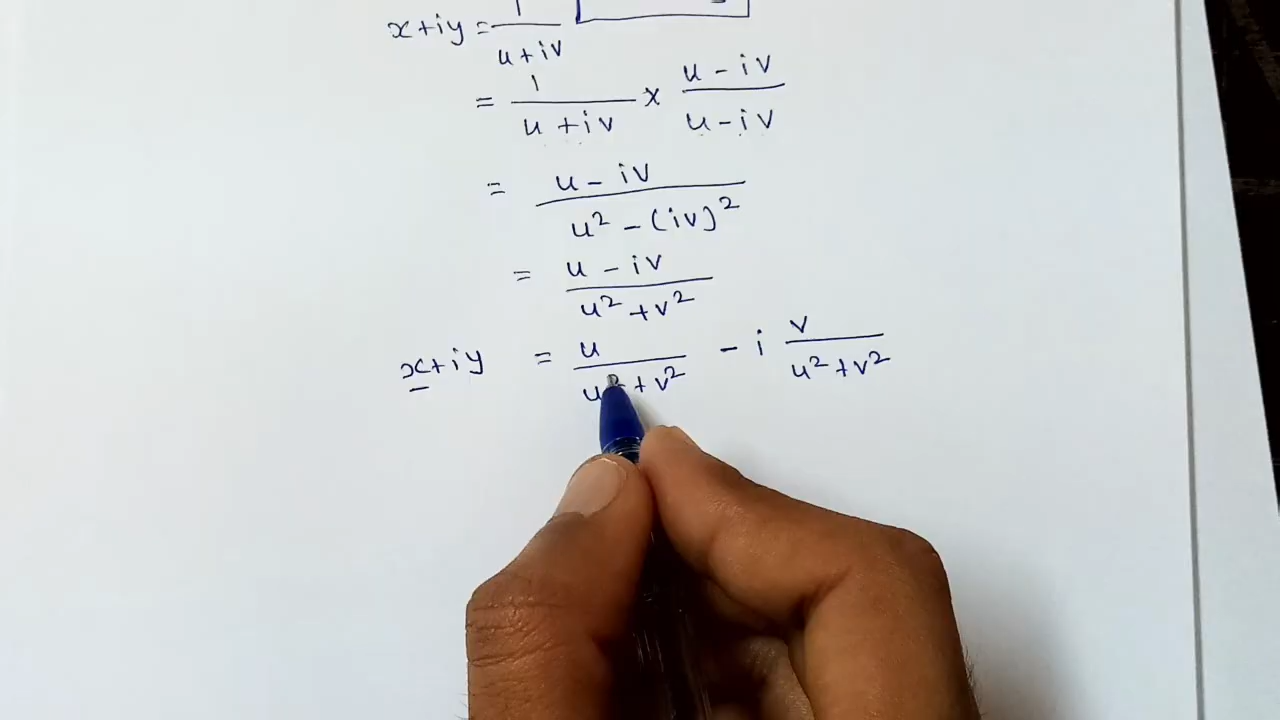 x+iy = 1/(u+iv)
= 1/(u+iv) × (u-iv)/(u-iv)
= (u-iv)/(u²-(iv)²)
= (u-iv)/(u²+v²)
x+iy = u/(u²+v²) - i v/(u²+v²)